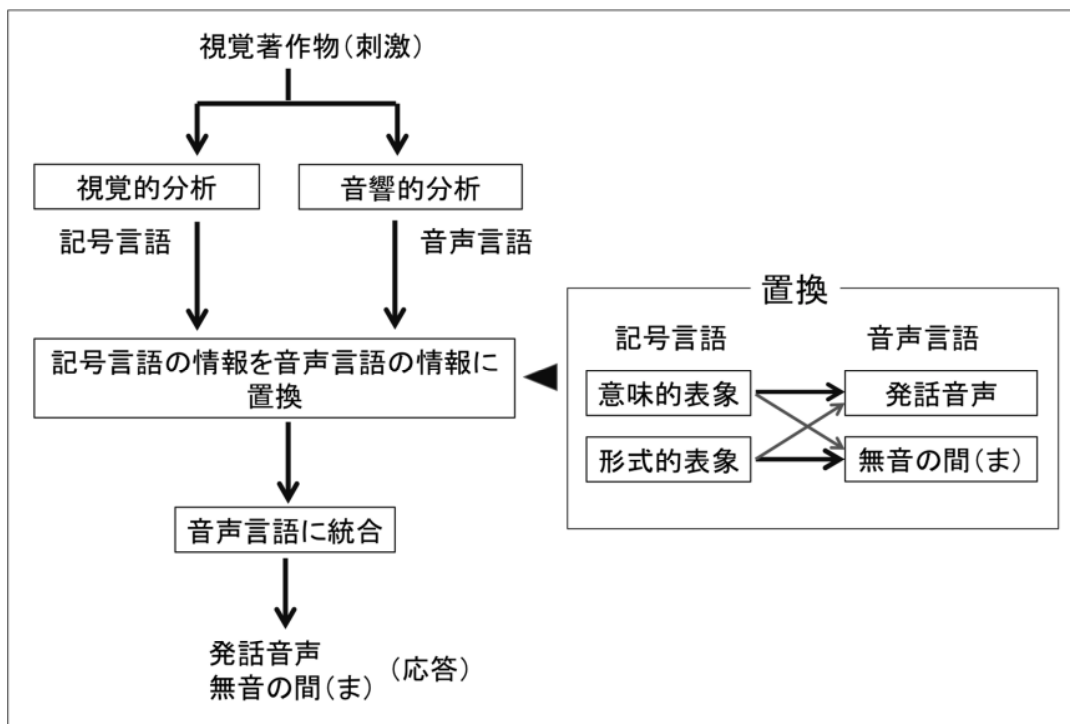 視覚著作物(刺激)
視覚的分析
音響的分析
記号言語
音声言語
記号言語の情報を音声言語の情報に
置換
音声言語に統合
発話音声
無音の間(ま)
(応答)
置換
記号言語
音声言語
意味的表象
発話音声
形式的表象
無音の間(ま)